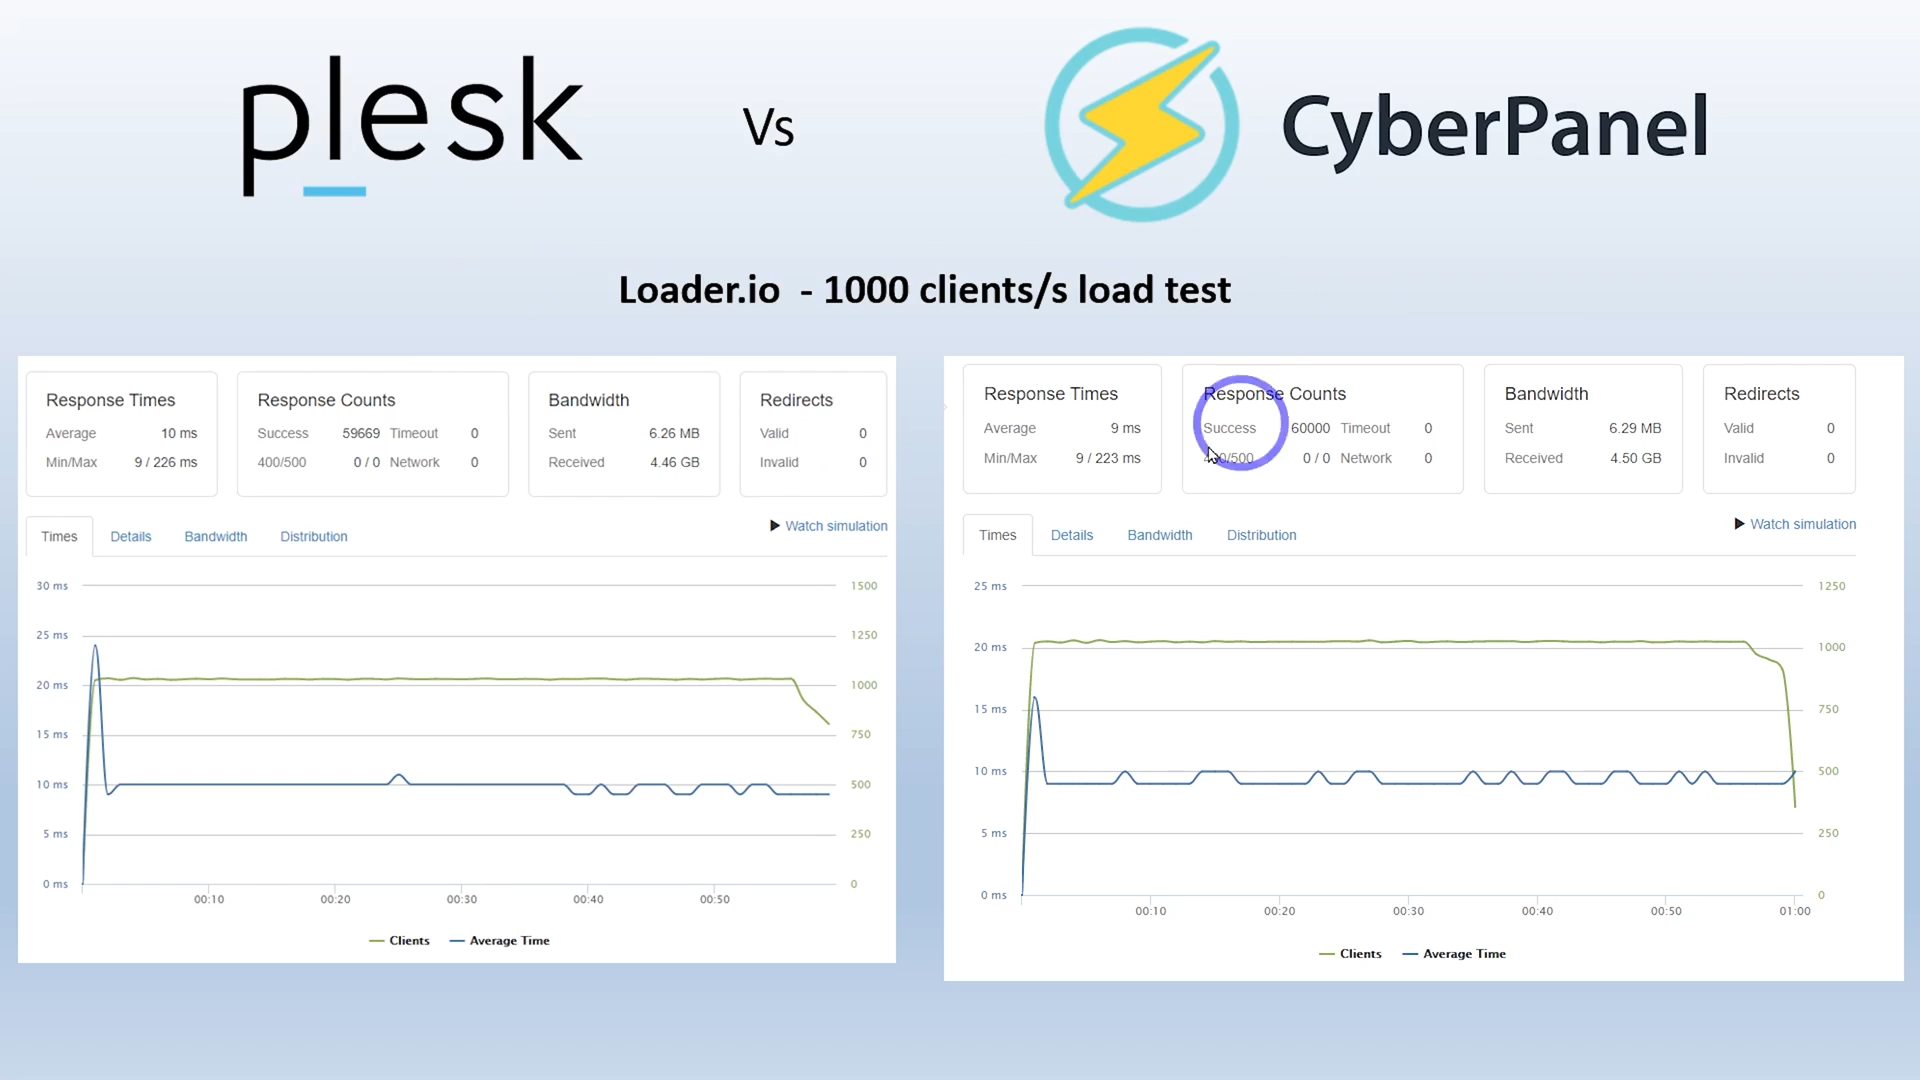 plesk
Vs
CyberPanel
Loader.io - 1000 clients/s load test
Response Times
Average 10 ms
Min/Max 9 / 226 ms
Response Counts
Success 59669 Timeout 0
400/500 0 / 0 Network 0
Bandwidth
Sent 6.26 MB
Received 4.46 GB
Redirects
Valid 0
Invalid 0
Times Details Bandwidth Distribution
Watch simulation
30 ms 1500
25 ms 1250
20 ms 1000
15 ms 750
10 ms 500
5 ms 250
0 ms 0
00:10 00:20 00:30 00:40 00:50
Clients Average Time
Response Times
Average 9 ms
Min/Max 9 / 223 ms
Response Counts
Success 60000 Timeout 0
400/500 0 / 0 Network 0
Bandwidth
Sent 6.29 MB
Received 4.50 GB
Redirects
Valid 0
Invalid 0
Times Details Bandwidth Distribution
Watch simulation
25 ms 1250
20 ms 1000
15 ms 750
10 ms 500
5 ms 250
0 ms 0
00:10 00:20 00:30 00:40 00:50 01:00
Clients Average Time